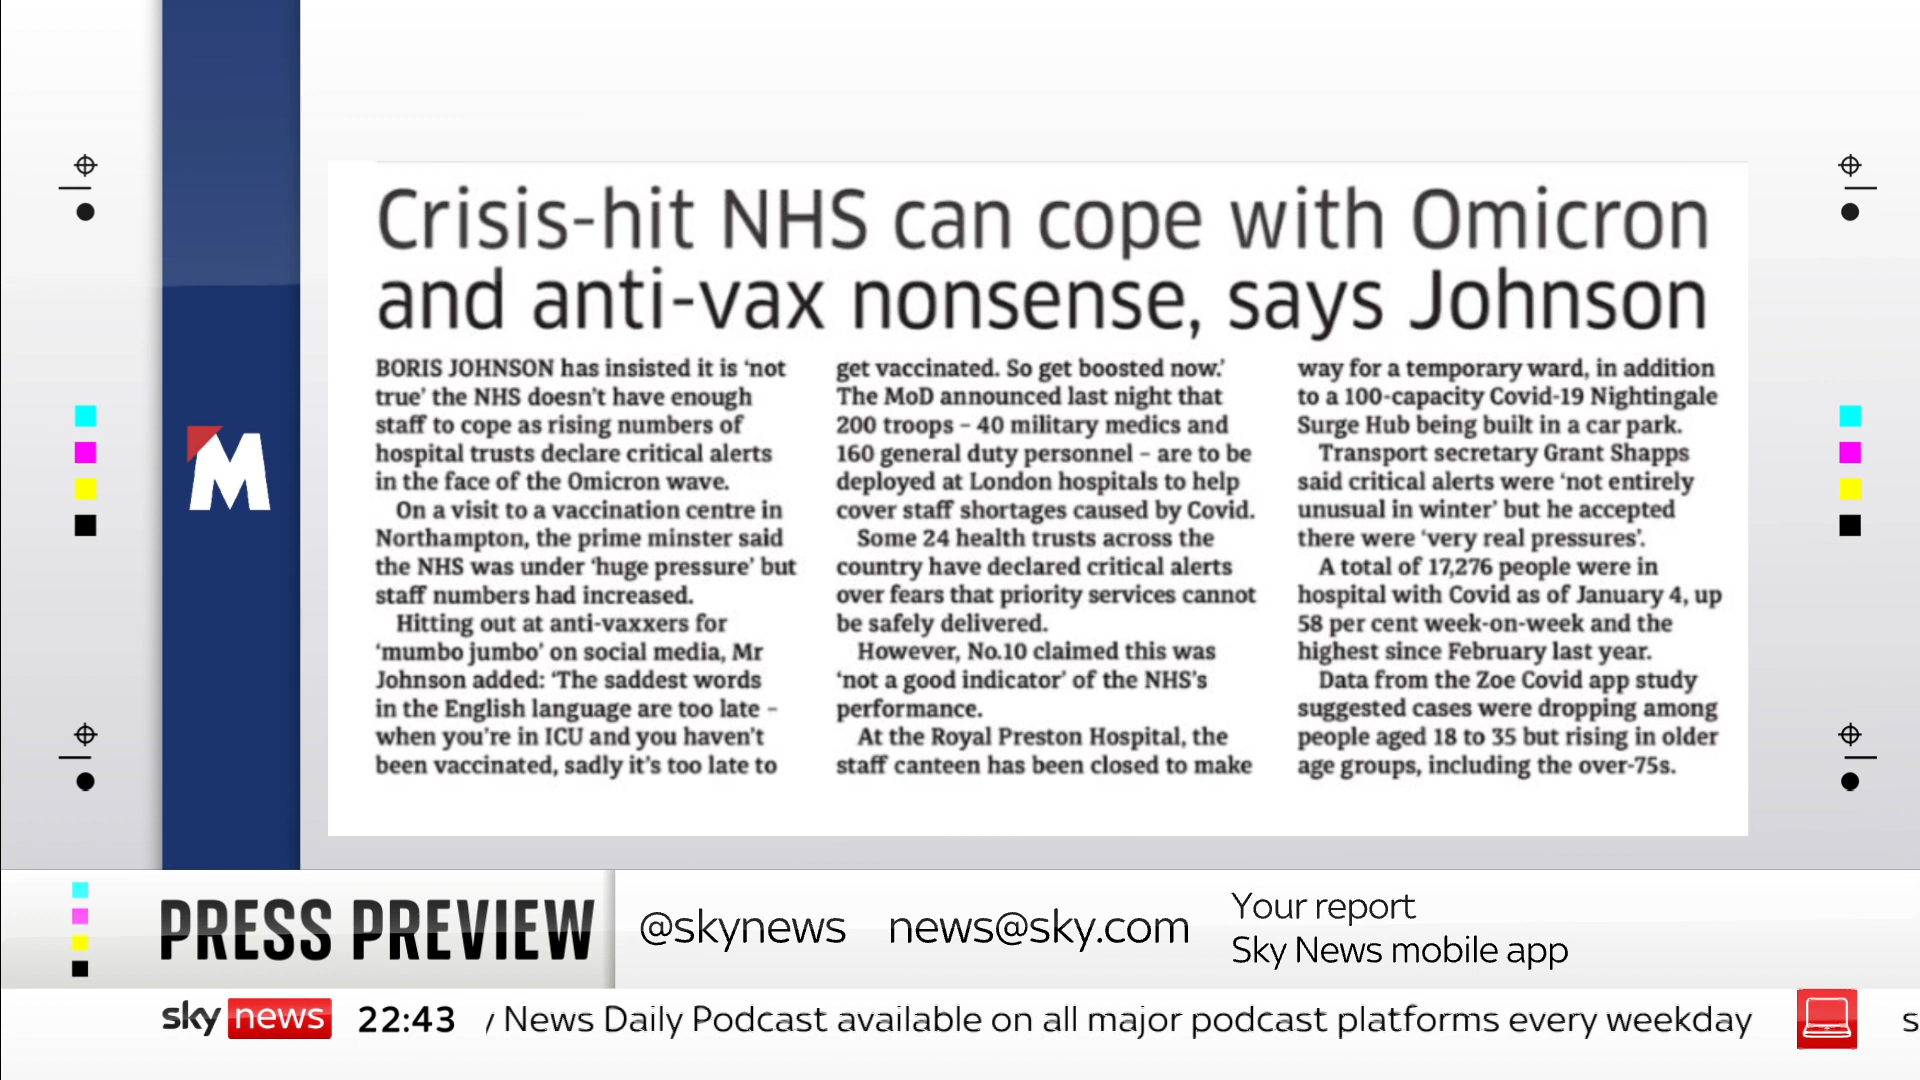 Crisis-hit NHS can cope with Omicron
and anti-vax nonsense, says Johnson
BORIS JOHNSON has insisted it is ‘not
true’ the NHS doesn’t have enough
staff to cope as rising numbers of
hospital trusts declare critical alerts
in the face of the Omicron wave.
On a visit to a vaccination centre in
Northampton, the prime minster said
the NHS was under ‘huge pressure’ but
staff numbers had increased.
Hitting out at anti-vaxxers for
‘mumbo jumbo’ on social media, Mr
Johnson added: ‘The saddest words
in the English language are too late –
when you’re in ICU and you haven’t
been vaccinated, sadly it’s too late to
get vaccinated. So get boosted now.’
The MoD announced last night that
200 troops – 40 military medics and
160 general duty personnel – are to be
deployed at London hospitals to help
cover staff shortages caused by Covid.
Some 24 health trusts across the
country have declared critical alerts
over fears that priority services cannot
be safely delivered.
However, No.10 claimed this was
‘not a good indicator’ of the NHS’s
performance.
At the Royal Preston Hospital, the
staff canteen has been closed to make
way for a temporary ward, in addition
to a 100-capacity Covid-19 Nightingale
Surge Hub being built in a car park.
Transport secretary Grant Shapps
said critical alerts were ‘not entirely
unusual in winter’ but he accepted
there were ‘very real pressures’.
A total of 17,276 people were in
hospital with Covid as of January 4, up
58 per cent week-on-week and the
highest since February last year.
Data from the Zoe Covid app study
suggested cases were dropping among
people aged 18 to 35 but rising in older
age groups, including the over-75s.
M
PRESS PREVIEW
@skynews news@sky.com
Your report
Sky News mobile app
sky news 22:43 y News Daily Podcast available on all major podcast platforms every weekday s